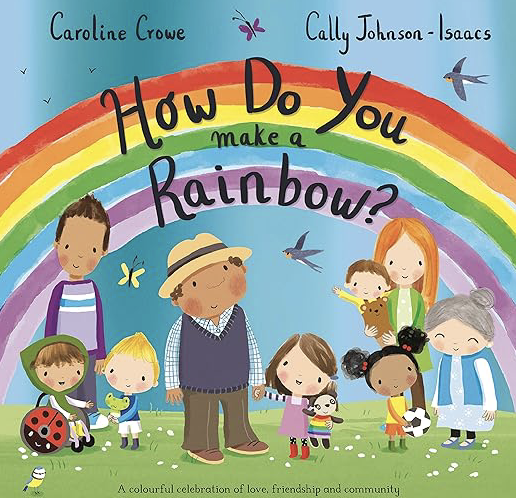 Caroline Crowe
Cally Johnson-Isaacs
How Do You
make a
Rainbow?
A colourful celebration of love, friendship and community